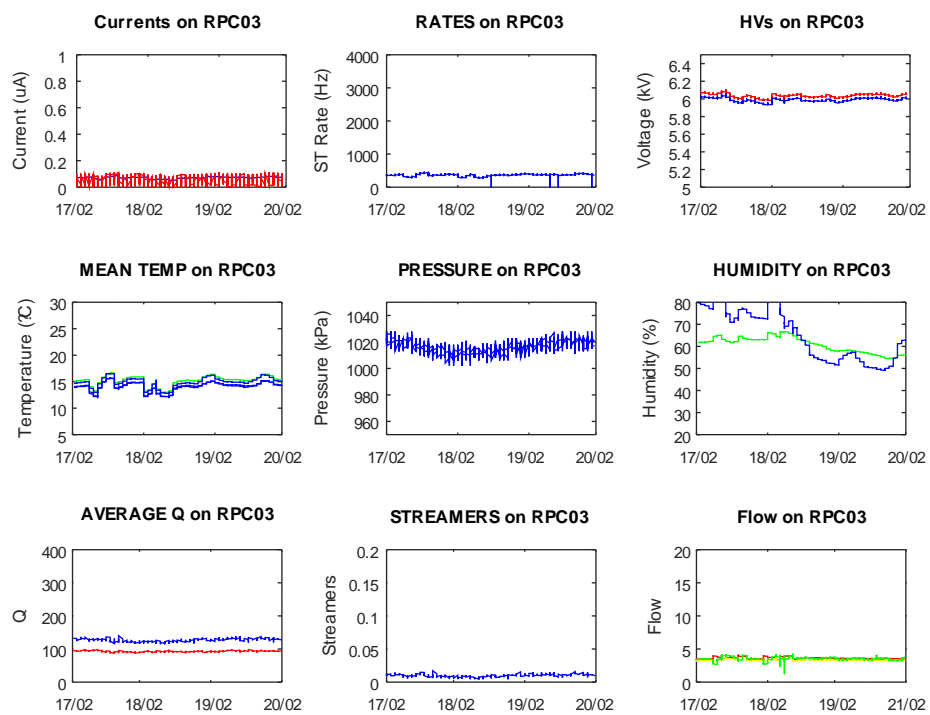 Currents on RPC03
RATES on RPC03
HVs on RPC03
Current (uA)
1
0.8
0.6
0.4
0.2
0
17/02 18/02 19/02 20/02
ST Rate (Hz)
4000
3000
2000
1000
0
17/02 18/02 19/02 20/02
Voltage (kV)
6.4
6.2
6
5.8
5.6
5.4
5.2
5
17/02 18/02 19/02 20/02
MEAN TEMP on RPC03
PRESSURE on RPC03
HUMIDITY on RPC03
Temperature (?C)
30
25
20
15
10
5
17/02 18/02 19/02 20/02
Pressure (kPa)
1040
1020
1002
980
960
17/02 18/02 19/02 20/02
Humidity (%)
80
70
60
50
40
30
20
17/02 18/02 19/02 20/02
AVERAGE Q on RPC03
STREAMERS on RPC03
Flow on RPC03
Q
400
300
200
100
0
17/02 18/02 19/02 20/02
Streamers
0.2
0.15
0.1
0.05
0
17/02 18/02 19/02 20/02
Flow
20
15
10
5
0
17/02 18/02 19/02 21/02